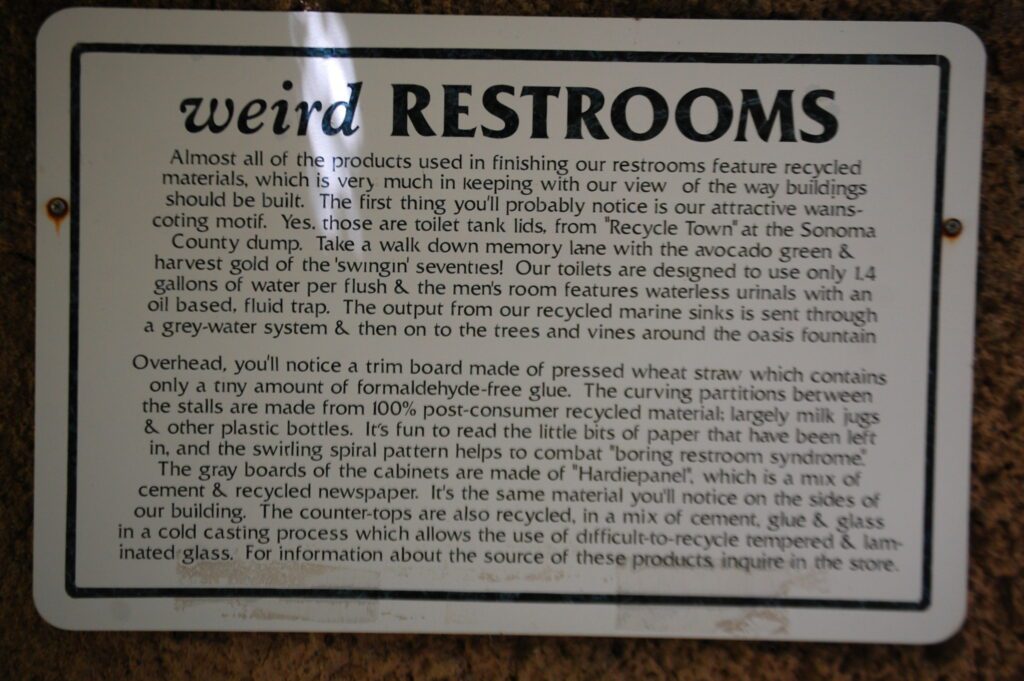 weird RESTROOMS
Almost all of the products used in finishing our restrooms feature recycled
materials, which is very much in keeping with our view of the way buildings
should be built. The first thing you'll probably notice is our attractive wains-
coting motif. Yes, those are toilet tank lids, from "Recycle Town" at the Sonoma
County dump. Take a walk down memory lane with the avocado green &
harvest gold of the 'swingin' seventies! Our toilets are designed to use only 1.4
gallons of water per flush & the men's room features waterless urinals with an
oil based, fluid trap. The output from our recycled marine sinks is sent through
a grey-water system & then on to the trees and vines around the oasis fountain
Overhead, you'll notice a trim board made of pressed wheat straw which contains
only a tiny amount of formaldehyde-free glue. The curving partitions between
the stalls are made from 100% post-consumer recycled material; largely milk jugs
& other plastic bottles. It's fun to read the little bits of paper that have been left
in, and the swirling spiral pattern helps to combat "boring restroom syndrome."
The gray boards of the cabinets are made of "Hardiepanel", which is a mix of
cement & recycled newspaper. It's the same material you'll notice on the sides of
our building. The counter-tops are also recycled, in a mix of cement, glue & glass
in a cold casting process which allows the use of difficult-to-recycle tempered & lam-
inated glass. For information about the source of these products inquire in the store.